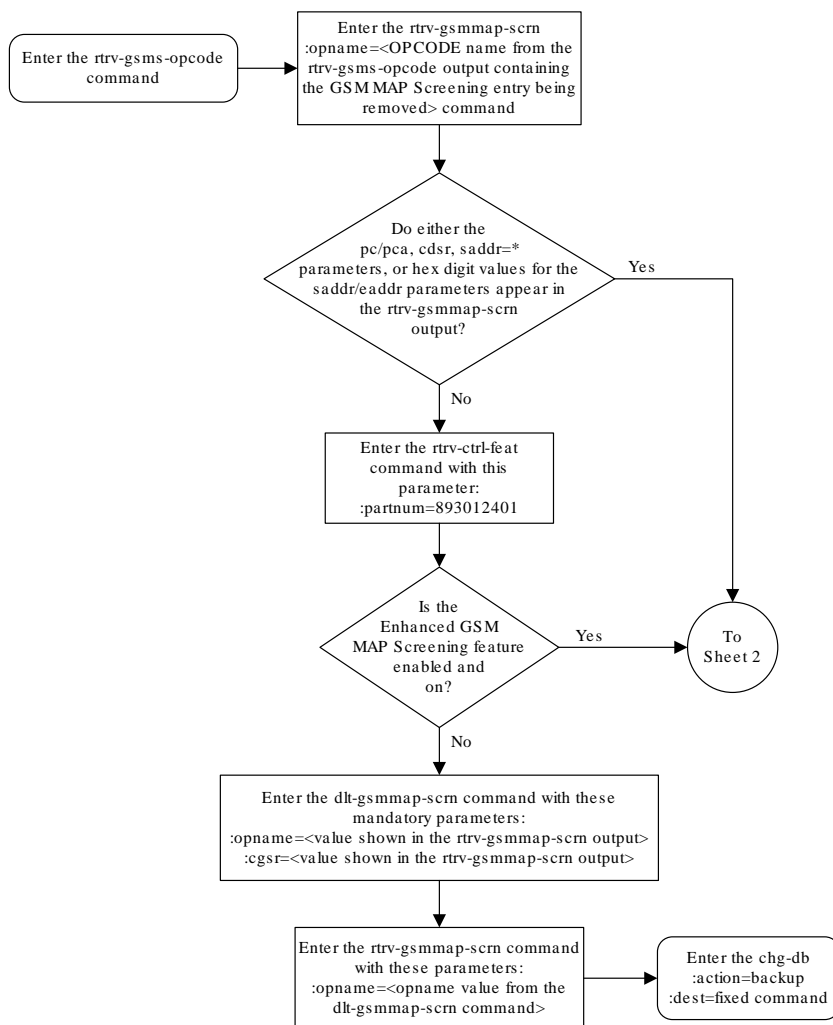 Enter the rtrv-gsms-opcode
command
Enter the rtrv-gsmmap-scrn
:opname=<OPCODE name from the
rtrv-gsms-opcode output containing
the GSM MAP Screening entry being
removed> command
Do either the
pc/pca, cdsr, saddr=*
parameters, or hex digit values for the
saddr/eaddr parameters appear in
the rtrv-gsmmap-scrn
output?
Yes
No
Enter the rtrv-ctrl-feat
command with this
parameter:
:partnum=893012401
Is the
Enhanced GSM
MAP Screening feature
enabled and
on?
Yes
To
Sheet 2
No
Enter the dlt-gsmmap-scrn command with these
mandatory parameters:
:opname=<value shown in the rtrv-gsmmap-scrn output>
:cgsr=<value shown in the rtrv-gsmmap-scrn output>
Enter the rtrv-gsmmap-scrn command
with these parameters:
:opname=<opname value from the
dlt-gsmmap-scrn command>
Enter the chg-db
:action=backup
:dest=fixed command